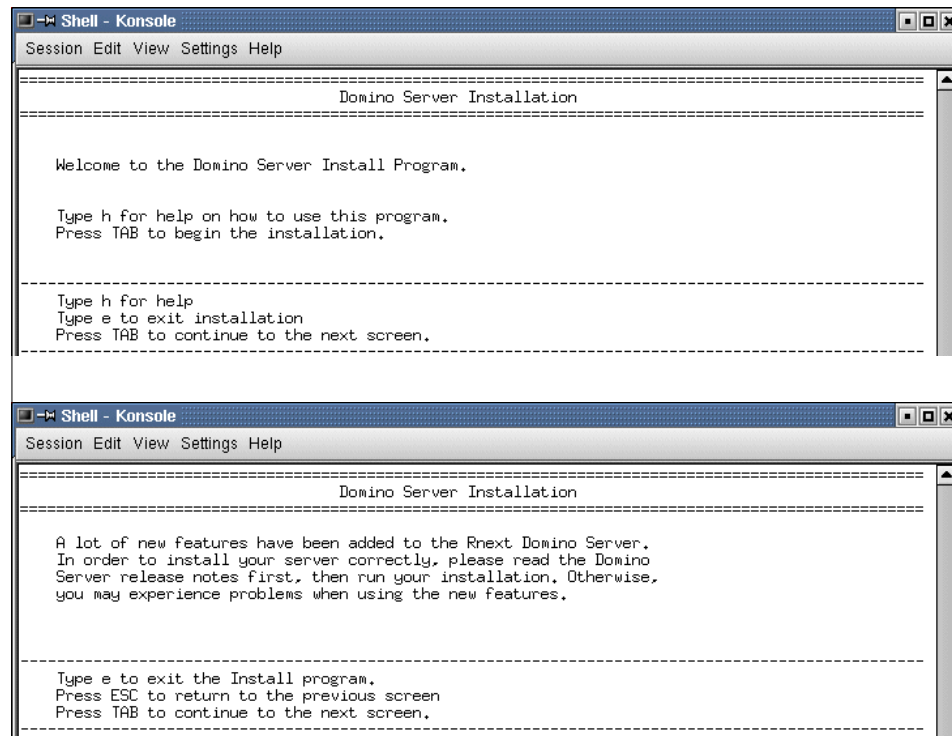 Shell - Konsole
Session Edit View Settings Help
================================================================================
Domino Server Installation
================================================================================
Welcome to the Domino Server Install Program.
Type h for help on how to use this program.
Press TAB to begin the installation.
--------------------------------------------------------------------------------
Type h for help
Type e to exit installation
Press TAB to continue to the next screen.
--------------------------------------------------------------------------------
Shell - Konsole
Session Edit View Settings Help
================================================================================
Domino Server Installation
================================================================================
A lot of new features have been added to the Rnext Domino Server.
In order to install your server correctly, please read the Domino
Server release notes first, then run your installation. Otherwise,
you may experience problems when using the new features.
--------------------------------------------------------------------------------
Type e to exit the Install program.
Press ESC to return to the previous screen
Press TAB to continue to the next screen.
--------------------------------------------------------------------------------